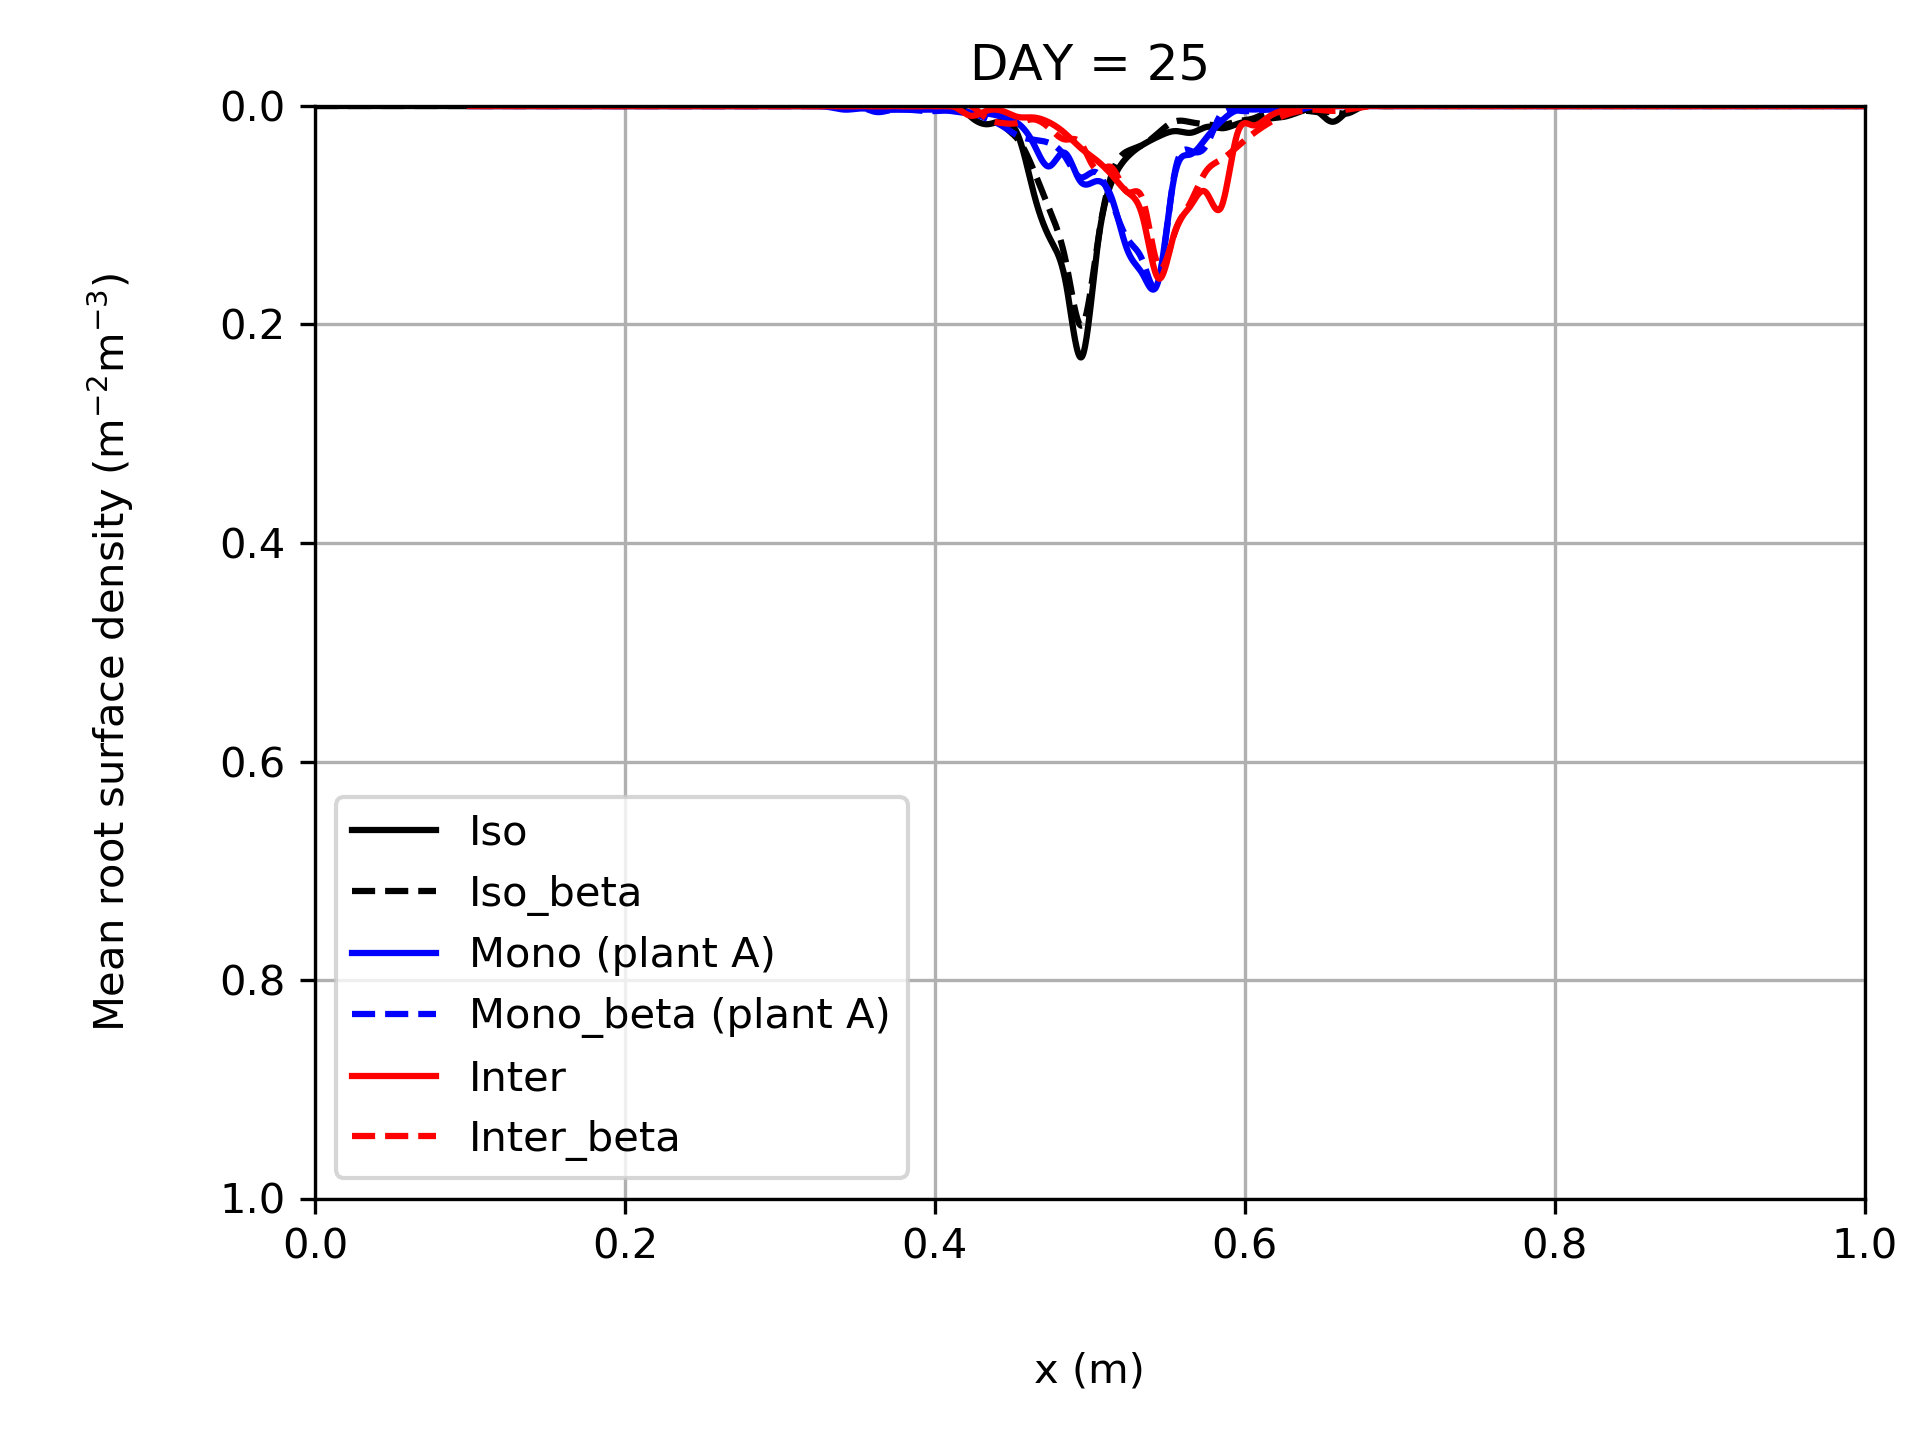 DAY = 25
Mean root surface density (m⁻²m⁻³)
0.0
0.2
0.4
0.6
0.8
1.0
Iso
Iso_beta
Mono (plant A)
Mono_beta (plant A)
Inter
Inter_beta
0.0 0.2 0.4 0.6 0.8 1.0
x (m)